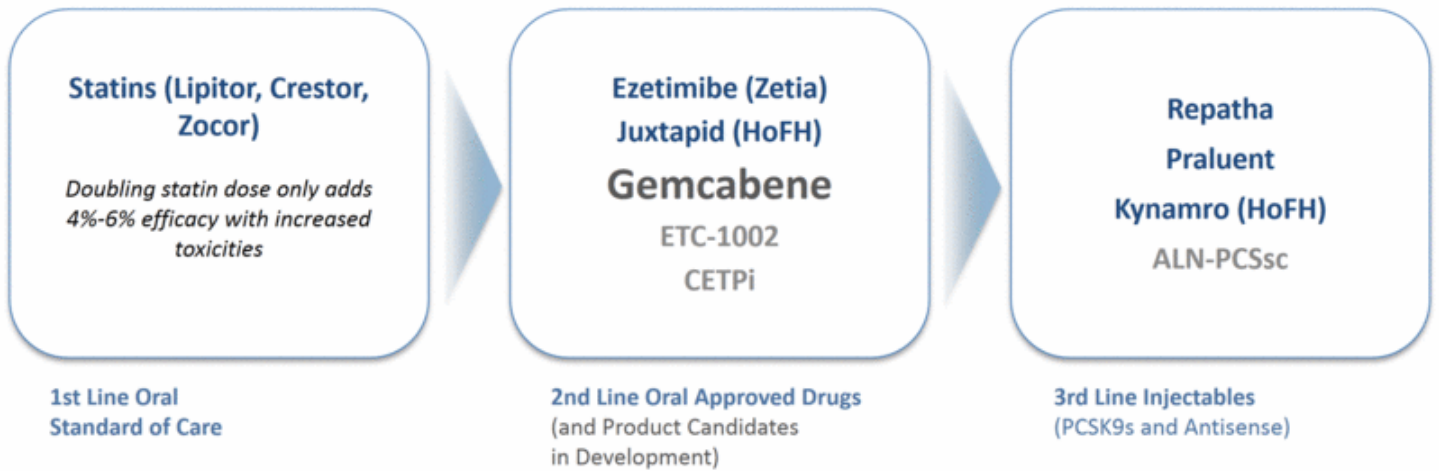 Statins (Lipitor, Crestor,
Zocor)
Doubling statin dose only adds
4%-6% efficacy with increased
toxicities
1st Line Oral
Standard of Care
Ezetimibe (Zetia)
Juxtapid (HoFH)
Gemcabene
ETC-1002
CETPi
2nd Line Oral Approved Drugs
(and Product Candidates
in Development)
Repatha
Praluent
Kynamro (HoFH)
ALN-PCSsc
3rd Line Injectables
(PCSK9s and Antisense)